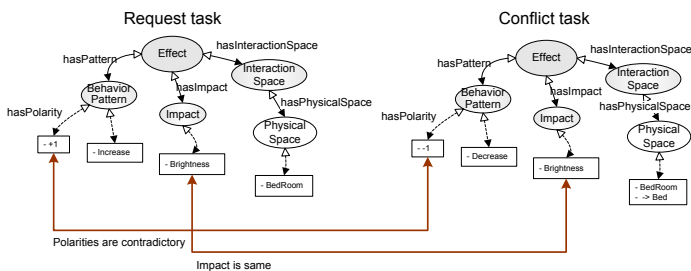 Request task
Conflict task
hasPattern
Effect
hasInteractionSpace
Behavior
Pattern
hasImpact
Interaction
Space
hasPolarity
Impact
hasPhysicalSpace
Physical
Space
- +1
- Increase
- Brightness
- BedRoom
hasPattern
Effect
hasInteractionSpace
Behavior
Pattern
hasImpact
Interaction
Space
hasPolarity
Impact
hasPhysicalSpace
Physical
Space
- -1
- Decrease
- Brightness
- BedRoom
- -> Bed
Polarities are contradictory
Impact is same